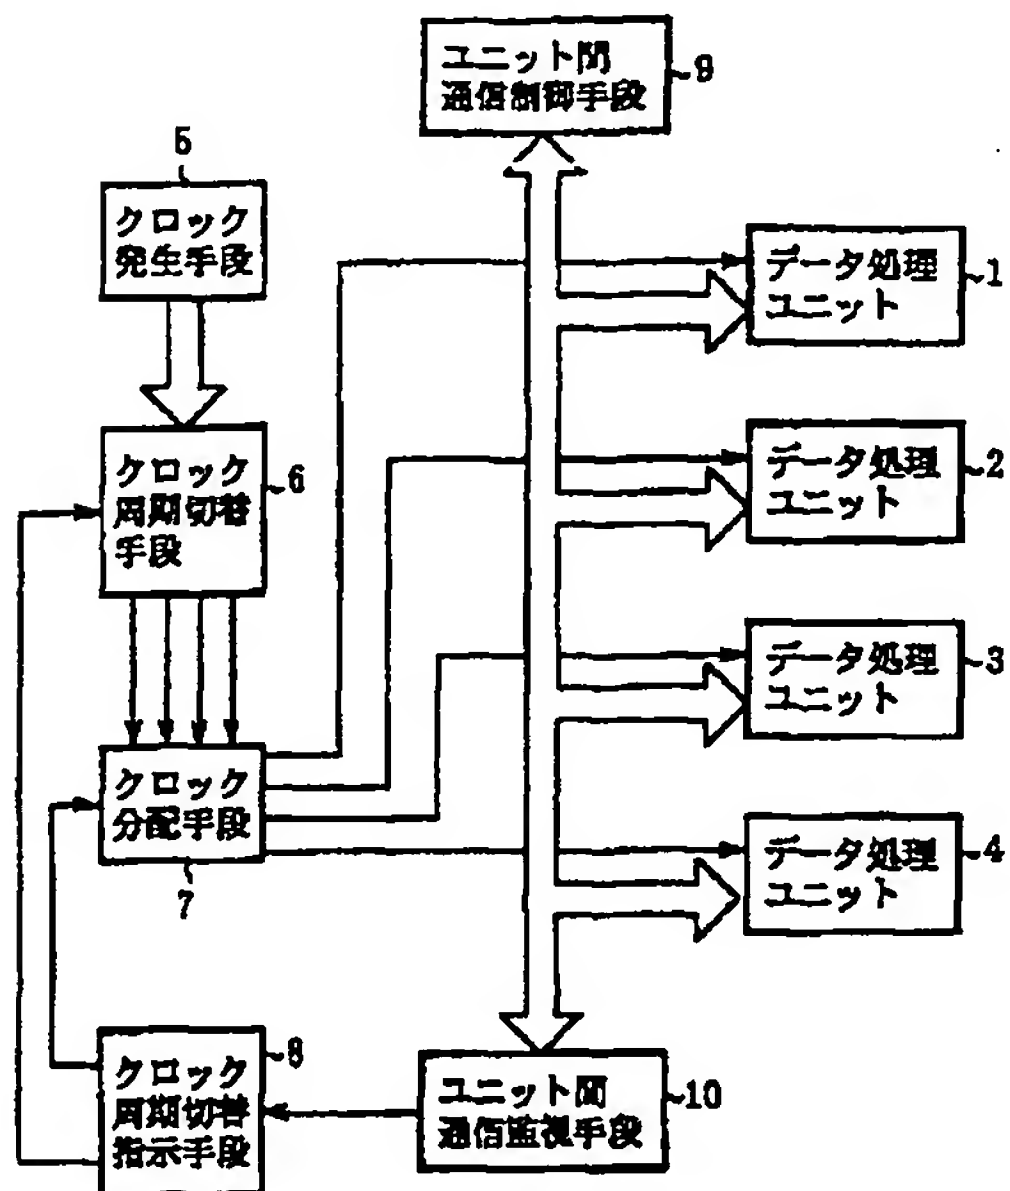 ユニット間
通信制御手段
9
5
クロック
発生手段
データ処理
ユニット
1
クロック
周期切替
手段
6
データ処理
ユニット
2
データ処理
ユニット
3
クロック
分配手段
7
データ処理
ユニット
4
クロック
周期切替
指示手段
8
ユニット間
通信監視手段
10